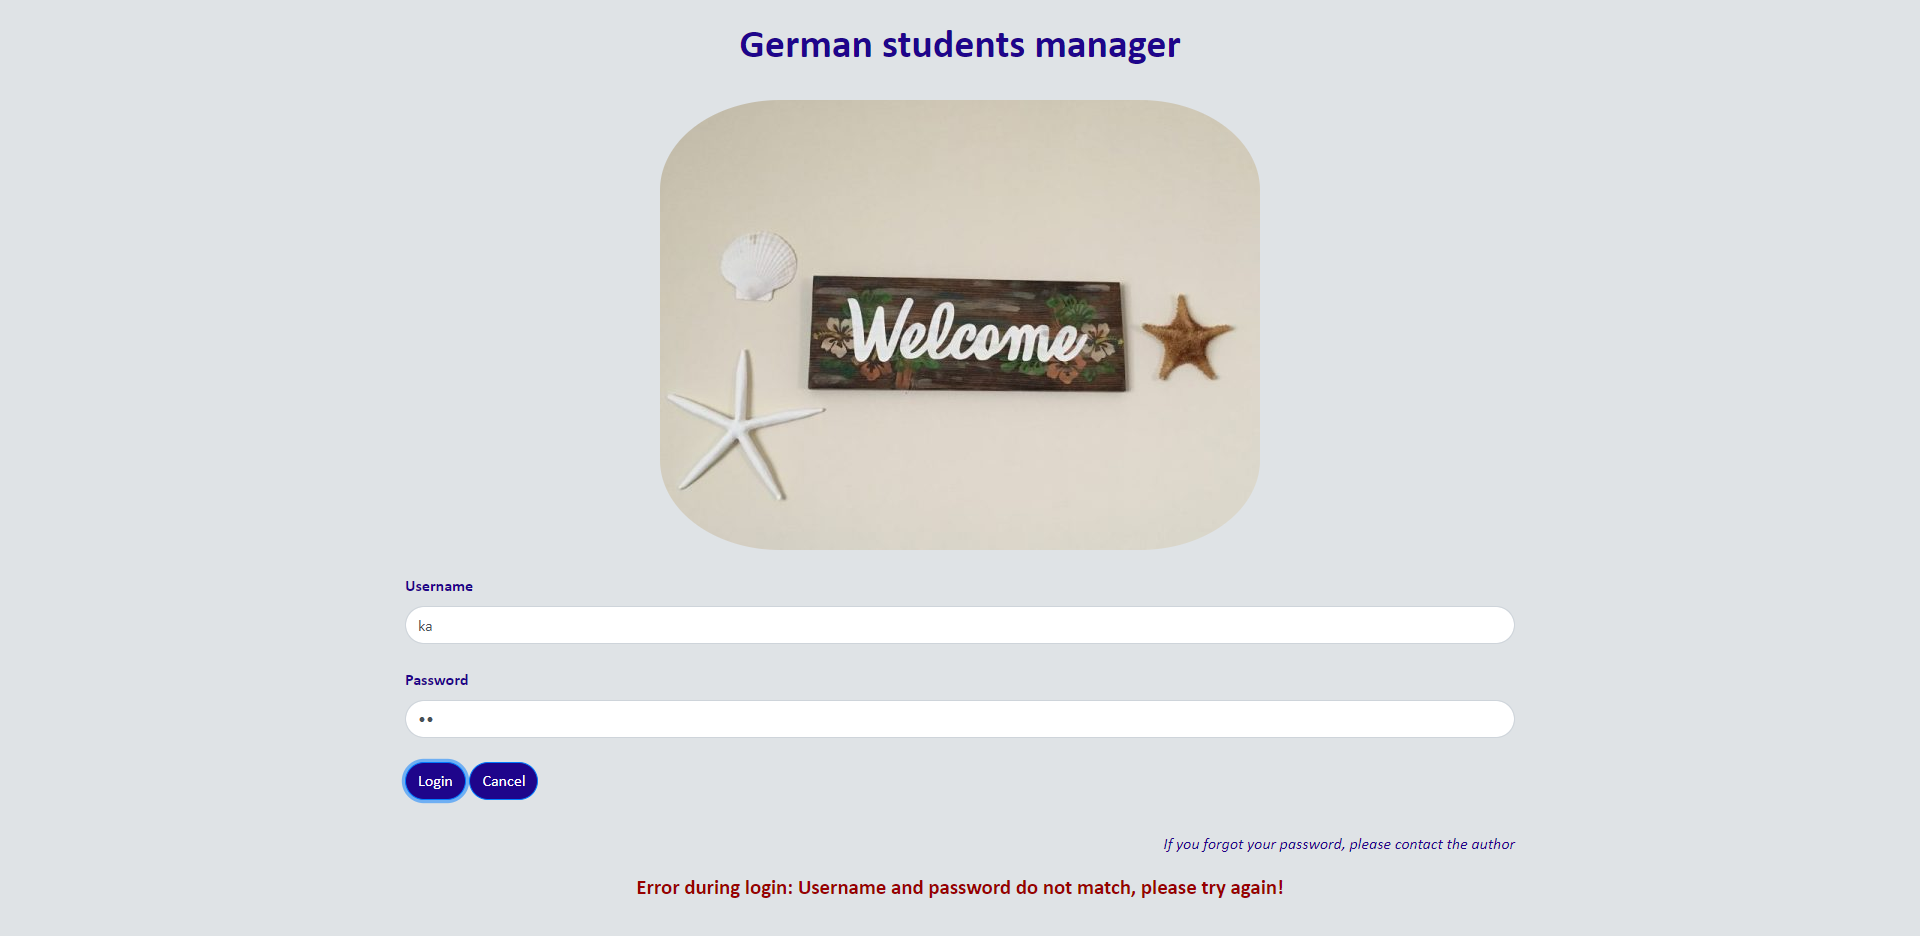 German students manager
Welcome
Username
ka
Password
••
Login Cancel
If you forgot your password, please contact the author
Error during login: Username and password do not match, please try again!